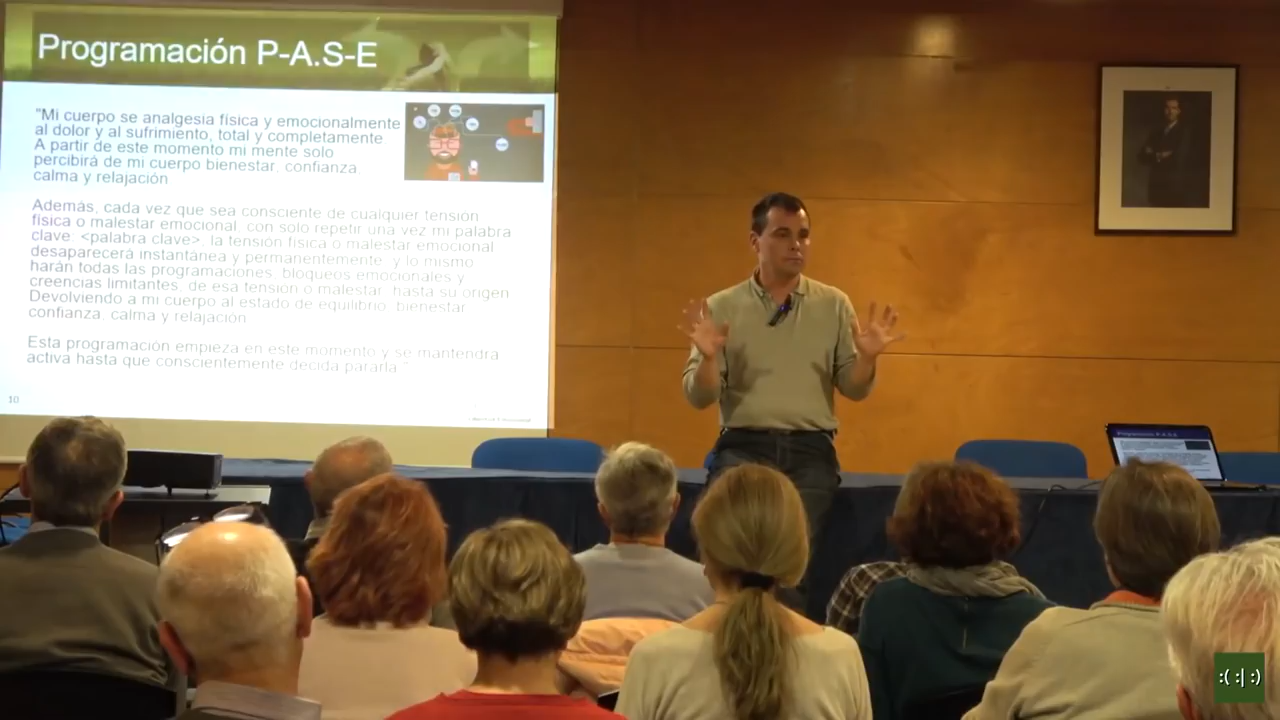 Programación P-A.S-E
"Mi cuerpo se analgesia física y emocionalmente
al dolor y al sufrimiento, total y completamente.
A partir de este momento mi mente solo
percibirá de mi cuerpo bienestar, confianza,
calma y relajación
Además, cada vez que sea consciente de cualquier tensión
física o malestar emocional, con solo repetir una vez mi palabra
clave: <palabra clave>, la tensión física o malestar emocional
desaparecerá instantánea y permanentemente, y lo mismo
harán todas las programaciones, bloqueos emocionales y
creencias limitantes, de esa tensión o malestar, hasta su origen
Devolviendo a mi cuerpo al estado de equilibrio, bienestar
confianza, calma y relajación
Esta programación empieza en este momento y se mantendrá
activa hasta que conscientemente decida pararla."
10
Programación P-A.S-E
:( :| :)